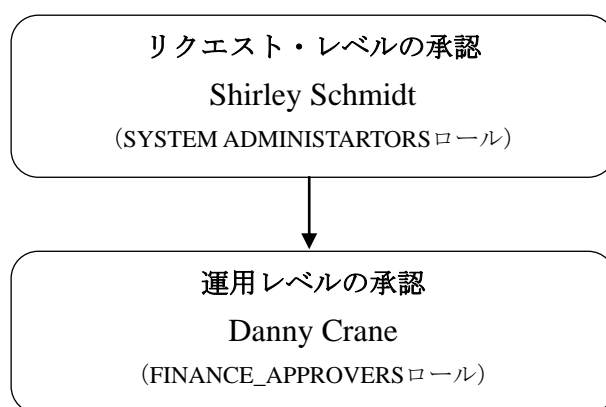 リクエスト・レベルの承認
Shirley Schmidt
（SYSTEM ADMINISTARTORSロール）
運用レベルの承認
Danny Crane
（FINANCE_APPROVERSロール）